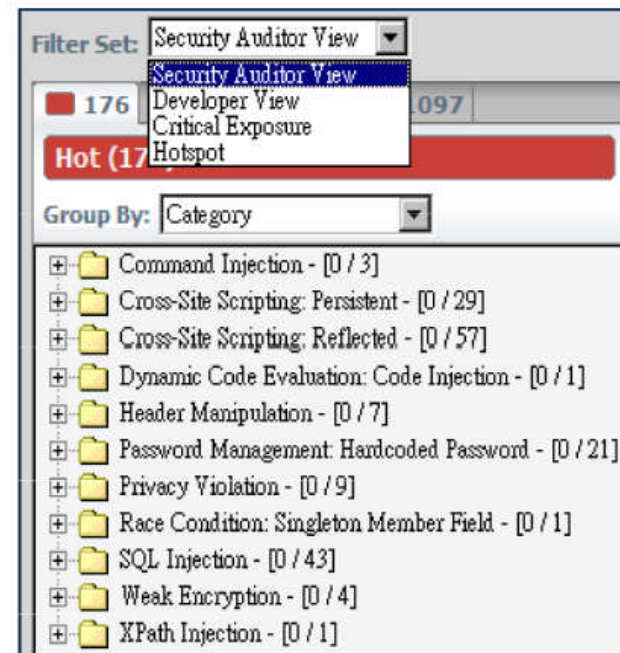 Filter Set: Security Auditor View
Security Auditor View
Developer View
Critical Exposure
Hotspot
176
1097
Hot (17
Group By: Category
Command Injection - [0 / 3]
Cross-Site Scripting: Persistent - [0 / 29]
Cross-Site Scripting: Reflected - [0 / 57]
Dynamic Code Evaluation: Code Injection - [0 / 1]
Header Manipulation - [0 / 7]
Password Management: Hardcoded Password - [0 / 21]
Privacy Violation - [0 / 9]
Race Condition: Singleton Member Field - [0 / 1]
SQL Injection - [0 / 43]
Weak Encryption - [0 / 4]
XPath Injection - [0 / 1]